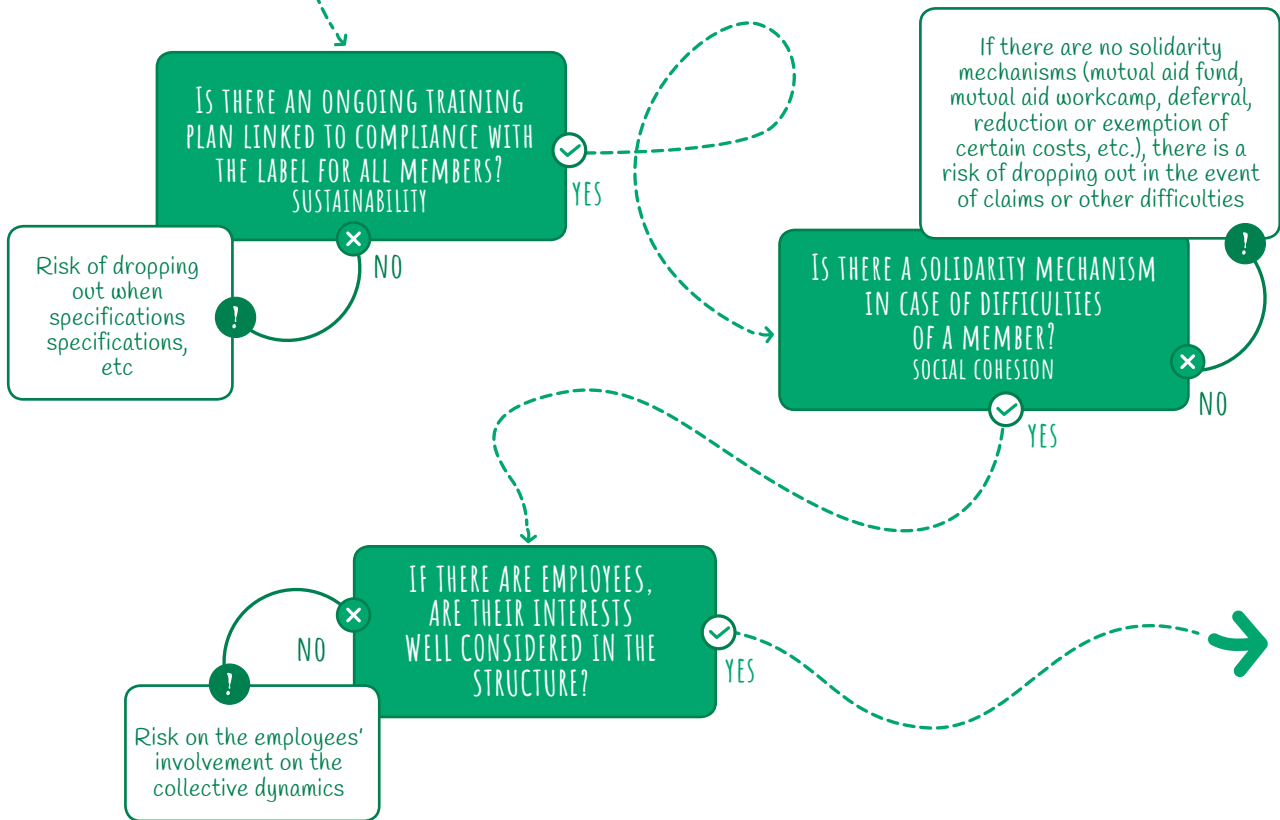 Is there an ongoing training
plan linked to compliance with
the label for all members?
sustainability
YES
NO
!
Risk of dropping
out when
specifications
specifications,
etc
If there are no solidarity
mechanisms (mutual aid fund,
mutual aid workcamp, deferral,
reduction or exemption of
certain costs, etc.), there is a
risk of dropping out in the event
of claims or other difficulties
!
Is there a solidarity mechanism
in case of difficulties
of a member?
social cohesion
NO
YES
IF THERE ARE EMPLOYEES,
ARE THEIR INTERESTS
WELL CONSIDERED IN THE
STRUCTURE?
NO
YES
!
Risk on the employees'
involvement on the
collective dynamics